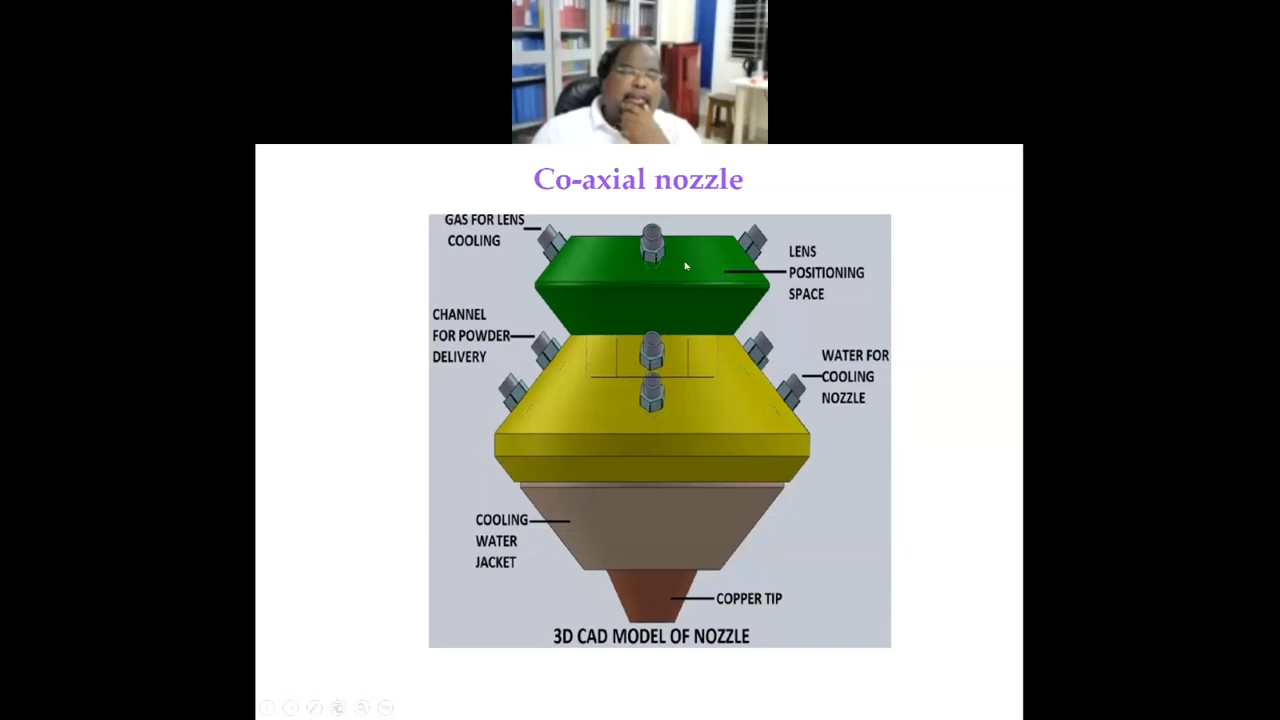 Co-axial nozzle
GAS FOR LENS
COOLING
LENS
POSITIONING
SPACE
CHANNEL
FOR POWDER
DELIVERY
WATER FOR
COOLING
NOZZLE
COOLING
WATER
JACKET
COPPER TIP
3D CAD MODEL OF NOZZLE